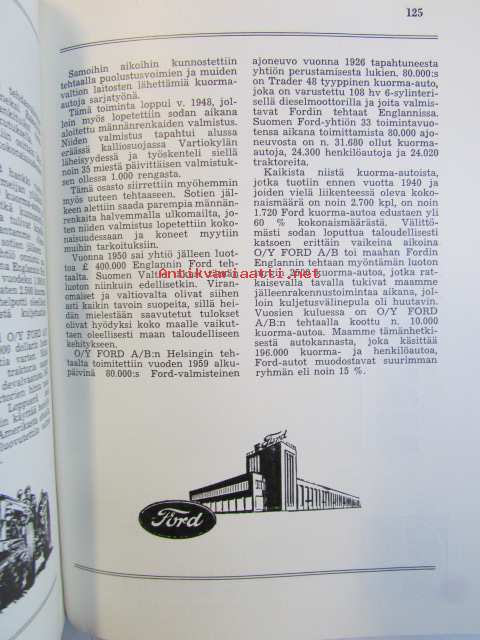 125
Samoihin aikoihin kunnostettiin
tehtaalla puolustusvoimien ja muiden
valtion laitosten lähettämiä kuorma-
autoja sarjatyönä.
Tämä toiminta loppui v. 1948, jol-
loin myös lopetettiin sodan aikana
aloitettu männänrenkaiden valmistus.
Niiden valmistus tapahtui alussa
eräässä kalliosuojassa Vartiokylän
läheisyydessä ja työskenteli siellä
noin 35 miestä päivittäisen valmistuk-
sen ollessa 1.000 rengasta.
Tämä osasto siirrettiin myöhemmin
myös uuteen tehtaaseen. Sotien jäl-
keen alettiin saada parempia männän-
renkaita halvemmalla ulkomailta, jo-
ten niiden valmistus lopetettiin koko-
naisuudessaan ja koneet myytiin
muihin tarkoituksiin.
Vuonna 1950 sai yhtiö jälleen luot-
toa £ 400.000 Englannin Ford teh-
taalta. Suomen Valtio takasi tämän
luoton niinkuin edellisetkin. Viran-
omaiset ja valtiovalta olivat siihen
asti kaikin tavoin suopeita, sillä hei-
dän mielestään saavutetut tulokset
olivat hyödyksi koko maalle vaikut-
taen oleellisesti maan taloudelliseen
kehitykseen.
O/Y FORD A/B:n Helsingin teh-
taalta toimitettiin vuoden 1959 alku-
päivinä 80.000:s Ford-valmisteinen
ajoneuvo vuonna 1926 tapahtuneesta
yhtiön perustamisesta lukien. 80.000:s
on Trader 48 tyyppinen kuorma-auto,
joka on varustettu 108 hv 6-sylinteri-
sellä dieselmoottorilla ja joita valmis-
tavat Fordin tehtaat Englannissa.
Suomen Ford-yhtiön 33 toimintavuo-
tensa aikana toimittamista 80.000 ajo-
neuvosta on n. 31.680 ollut kuorma-
autoja, 24.300 henkilöautoja ja 24.020
traktoreita.
Kaikista niistä kuorma-autoista,
jotka tuotiin ennen vuotta 1940 ja
joiden vielä liikenteessä oleva koko-
naismäärä on noin 2.700 kpl, on noin
1.720 Ford kuorma-autoa edustaen yli
60 % kokonaismäärästä. Välittö-
mästi sodan loputtua taloudellisesti
katsoen erittäin vaikeina aikoina
O/Y FORD A/B toi maahan Fordin
Englannin tehtaan myöntämän luoton
turvin 2500 kuorma-autoa, jotka rat-
kaisevalla tavalla tukivat maamme
jälleenrakennustoimintaa aikana, jol-
loin kuljetusvälinepula oli huutavin.
Vuosien kuluessa on O/Y FORD
A/B:n tehtaalla koottu n. 10.000
kuorma-autoa. Maamme tämänhetki-
sestä autokannasta, joka käsittää
196.000 kuorma- ja henkilöautoa,
Ford-autot muodostavat suurimman
ryhmän eli noin 15 %.
Antikvariaatti.net
Ford
Ford